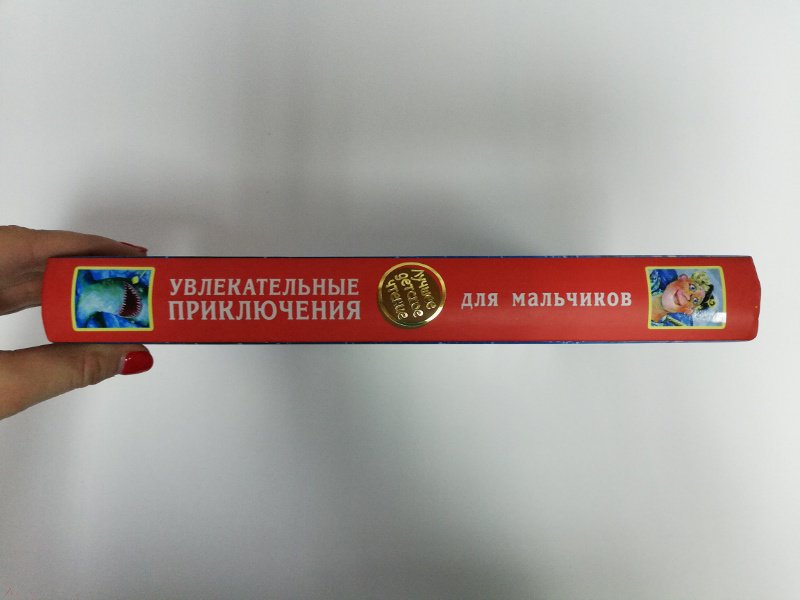 УВЛЕКАТЕЛЬНЫЕ
ПРИКЛЮЧЕНИЯ
Лучшее
детское
чтение
для мальчиков